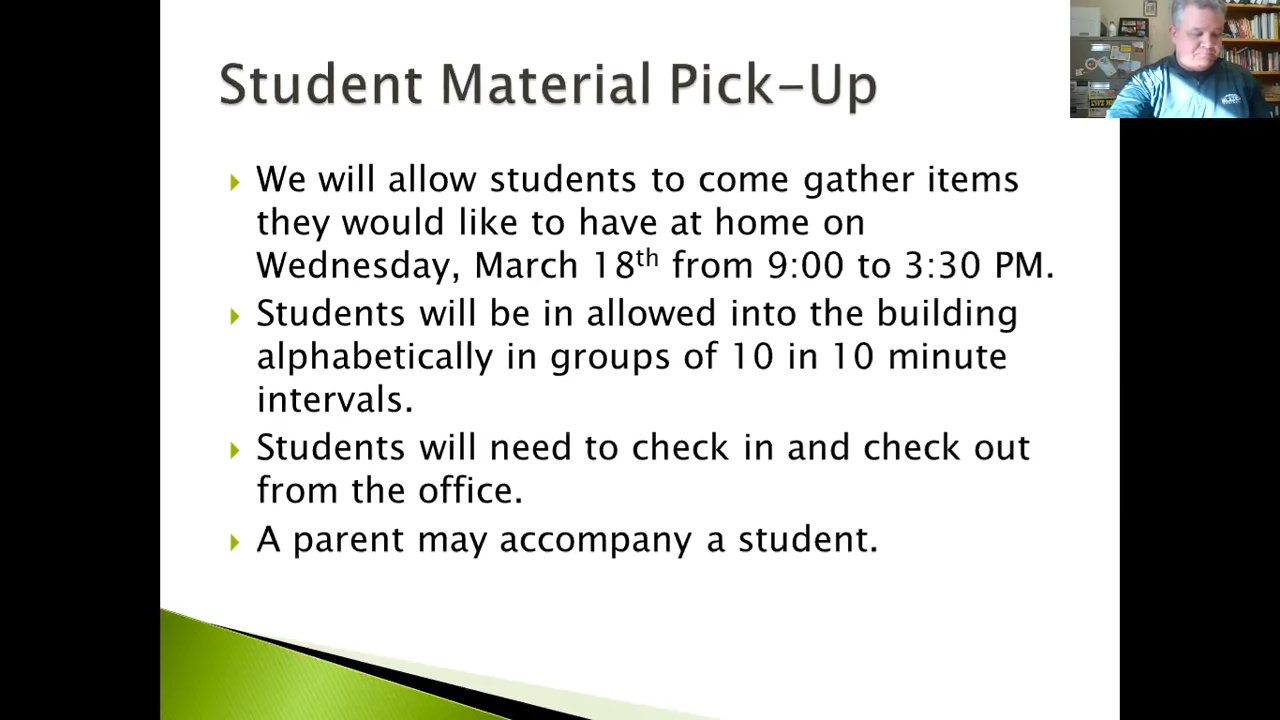 Student Material Pick-Up
We will allow students to come gather items
they would like to have at home on
Wednesday, March 18th from 9:00 to 3:30 PM.
Students will be in allowed into the building
alphabetically in groups of 10 in 10 minute
intervals.
Students will need to check in and check out
from the office.
A parent may accompany a student.